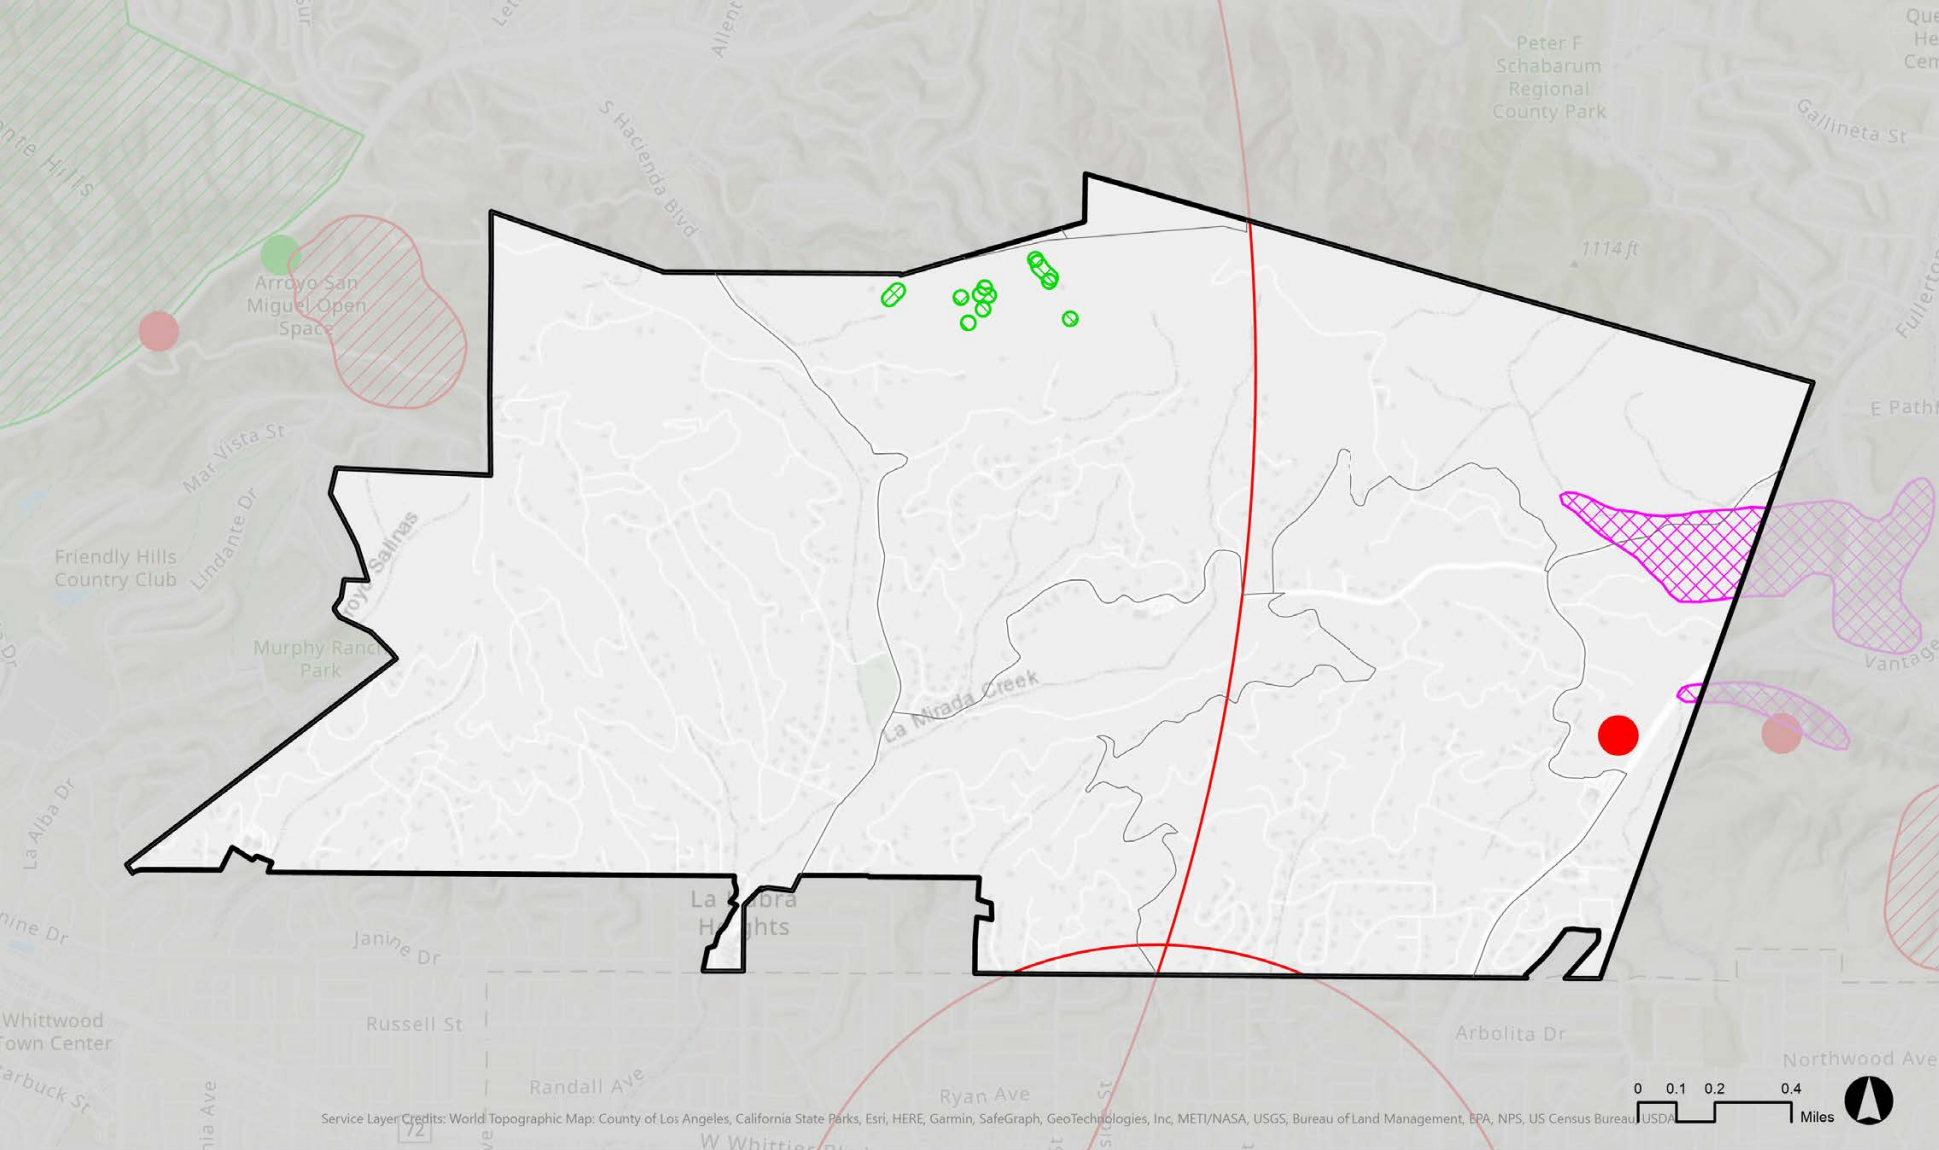 Allent
Peter F
Schabarum
Regional
County Park
Gallineta St
S Hacienda Blvd
1114 ft
Arroyo San
Miguel Open
Space
Mar Vista St
Lindante Dr
Friendly Hills
Country Club
Murphy Ranch
Park
La Mirada Creek
La Alba Dr
Janine Dr
Whittwood
Town Center
Russell St
Randall Ave
Ryan Ave
Arbolita Dr
Northwood Ave
72
0 0.1 0.2 0.4
Miles
Service Layer Credits: World Topographic Map: County of Los Angeles, California State Parks, Esri, HERE, Garmin, SafeGraph, GeoTechnologies, Inc, METI/NASA, USGS, Bureau of Land Management, EPA, NPS, US Census Bureau, USDA